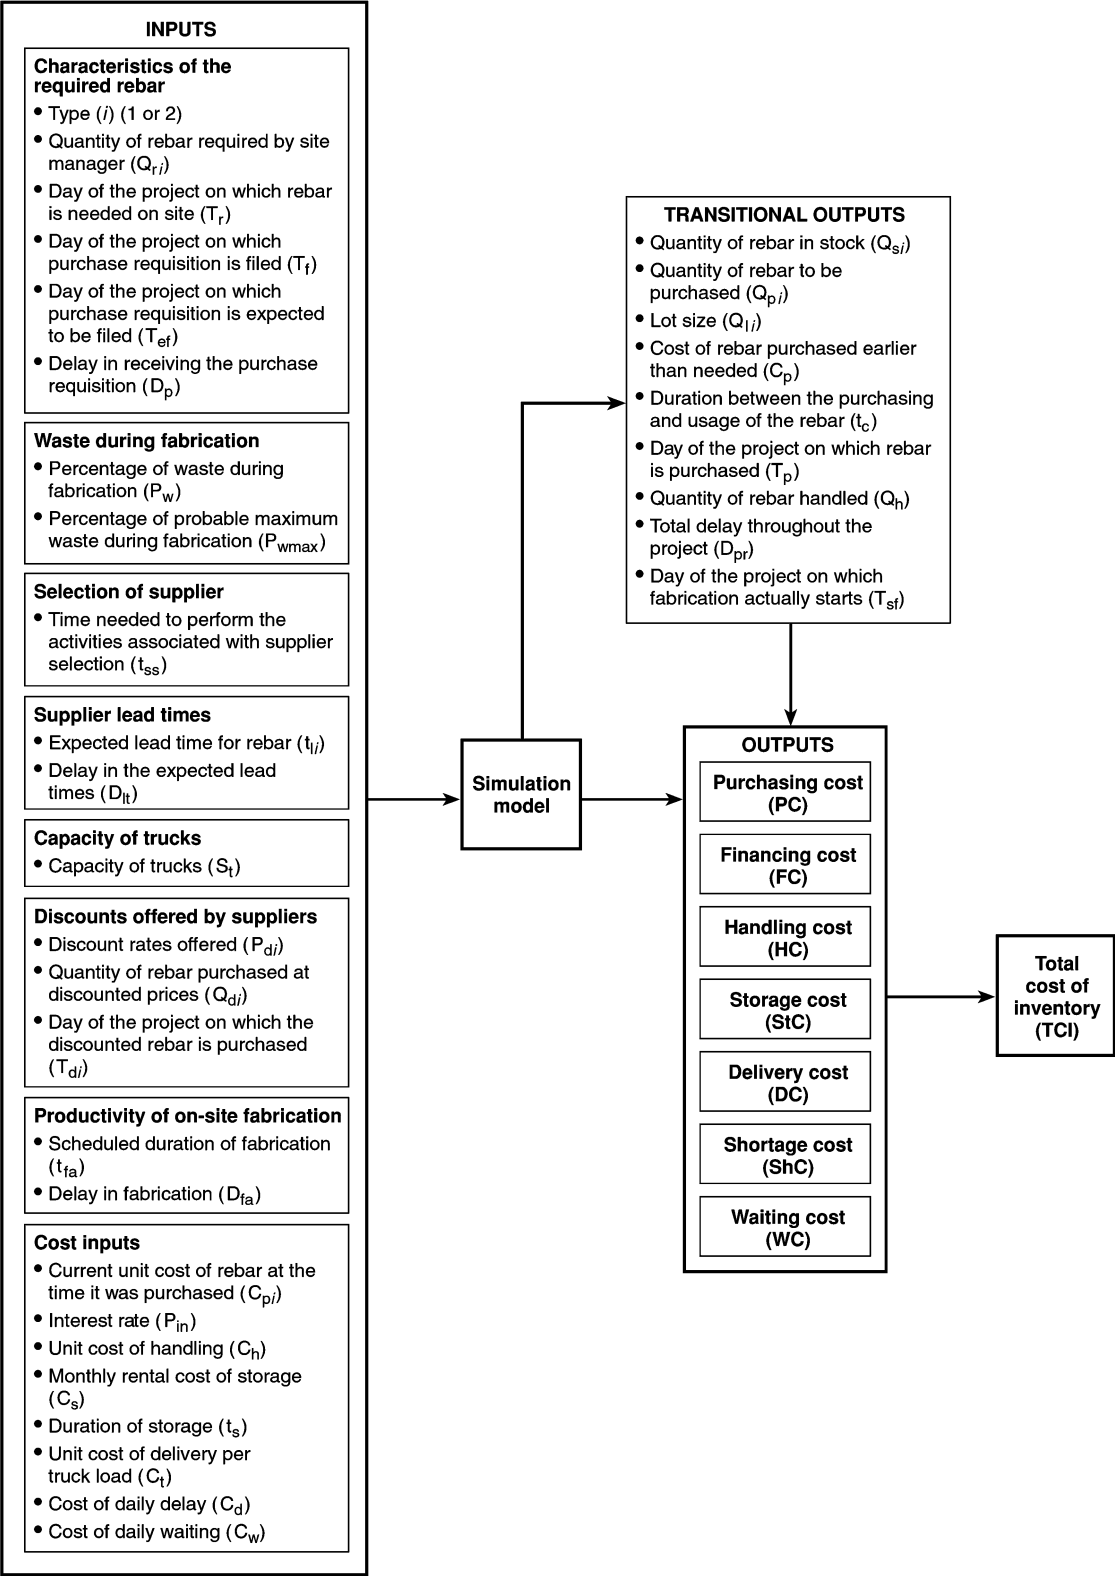 INPUTS
Characteristics of the
required rebar
• Type (i) (1 or 2)
• Quantity of rebar required by site
manager (Qri)
• Day of the project on which rebar
is needed on site (Tr)
• Day of the project on which
purchase requisition is filed (Tf)
• Day of the project on which
purchase requisition is expected
to be filed (Tef)
• Delay in receiving the purchase
requisition (Dp)
Waste during fabrication
• Percentage of waste during
fabrication (Pw)
• Percentage of probable maximum
waste during fabrication (Pwmax)
Selection of supplier
• Time needed to perform the
activities associated with supplier
selection (tss)
Supplier lead times
• Expected lead time for rebar (tli)
• Delay in the expected lead
times (Dlt)
Capacity of trucks
• Capacity of trucks (St)
Discounts offered by suppliers
• Discount rates offered (Pdi)
• Quantity of rebar purchased at
discounted prices (Qdi)
• Day of the project on which the
discounted rebar is purchased
(Tdi)
Productivity of on-site fabrication
• Scheduled duration of fabrication
(tfa)
• Delay in fabrication (Dfa)
Cost inputs
• Current unit cost of rebar at the
time it was purchased (Cpi)
• Interest rate (Pin)
• Unit cost of handling (Ch)
• Monthly rental cost of storage
(Cs)
• Duration of storage (ts)
• Unit cost of delivery per
truck load (Ct)
• Cost of daily delay (Cd)
• Cost of daily waiting (Cw)
Simulation
model
TRANSITIONAL OUTPUTS
• Quantity of rebar in stock (Qsi)
• Quantity of rebar to be
purchased (Qpi)
• Lot size (Qli)
• Cost of rebar purchased earlier
than needed (Cp)
• Duration between the purchasing
and usage of the rebar (tc)
• Day of the project on which rebar
is purchased (Tp)
• Quantity of rebar handled (Qh)
• Total delay throughout the
project (Dpr)
• Day of the project on which
fabrication actually starts (Tsf)
OUTPUTS
Purchasing cost
(PC)
Financing cost
(FC)
Handling cost
(HC)
Storage cost
(StC)
Delivery cost
(DC)
Shortage cost
(ShC)
Waiting cost
(WC)
Total
cost of
inventory
(TCI)